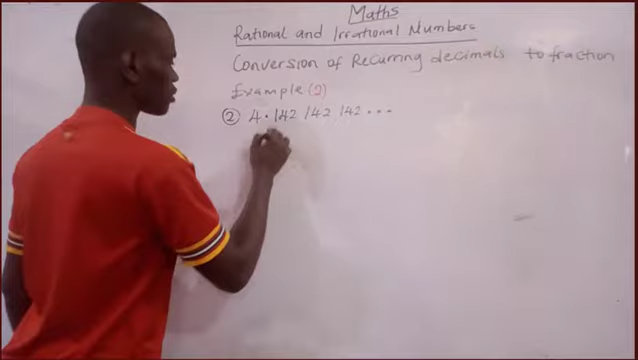 Maths
Rational and Irrational Numbers
Conversion of Recurring decimals to fraction
Example (2)
② 4.142 142 142...